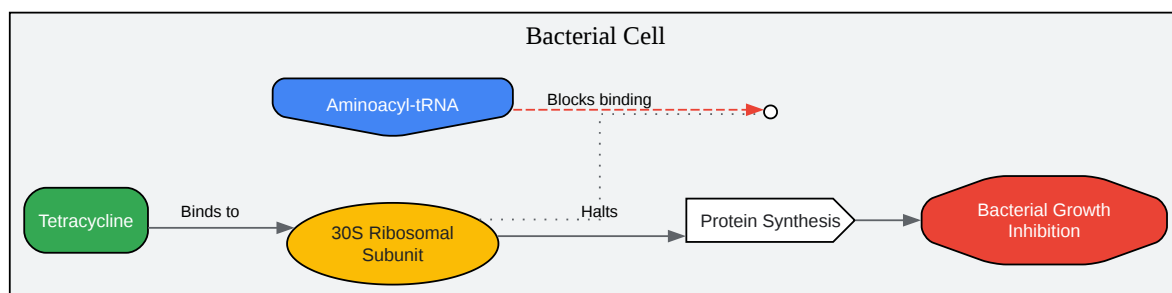 Bacterial Cell
Aminoacyl-tRNA
Blocks binding
Tetracycline
Binds to
30S Ribosomal
Subunit
Halts
Protein Synthesis
Bacterial Growth
Inhibition